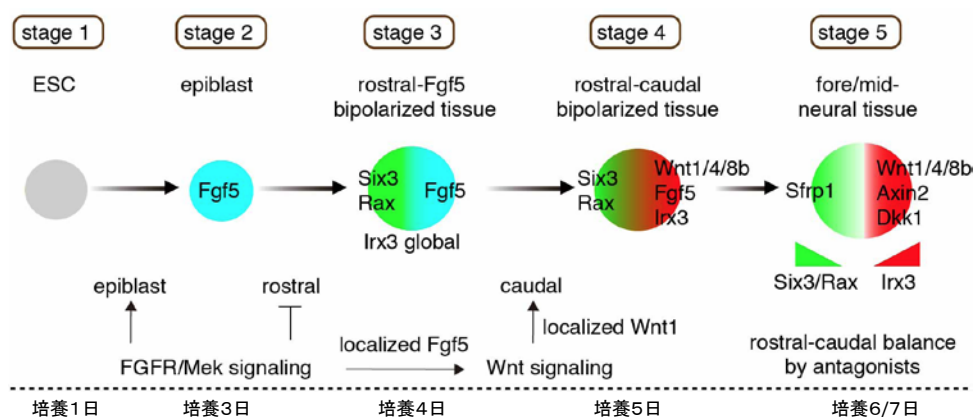 stage 1
stage 2
stage 3
stage 4
stage 5
ESC
epiblast
rostral-Fgf5
bipolarized tissue
rostral-caudal
bipolarized tissue
fore/mid-
neural tissue
Fgf5
Six3
Rax
Fgf5
Irx3 global
Six3
Rax
Wnt1/4/8b
Fgf5
Irx3
Sfrp1
Wnt1/4/8b
Axin2
Dkk1
Six3/Rax
Irx3
epiblast
rostral
caudal
localized Wnt1
FGFR/Mek signaling
localized Fgf5
Wnt signaling
rostral-caudal balance
by antagonists
培養1日
培養3日
培養4日
培養5日
培養6/7日